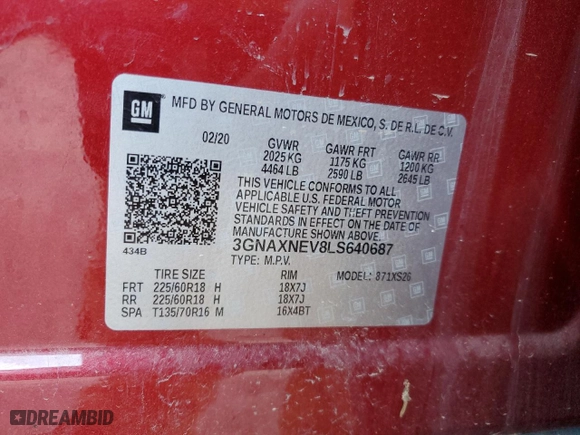 GM
MFD BY GENERAL MOTORS DE MEXICO, S. DE R.L. DE C.V.
02/20 GVWR GAWR FRT GAWR RR
2025 KG 1175 KG 1200 KG
4464 LB 2590 LB 2645 LB
THIS VEHICLE CONFORMS TO ALL
APPLICABLE U.S. FEDERAL MOTOR
VEHICLE SAFETY AND THEFT PREVENTION
STANDARDS IN EFFECT ON THE DATE OF
MANUFACTURE SHOWN ABOVE.
3GNAXNEV8LS640687
434B TYPE: M.P.V.
TIRE SIZE RIM MODEL: 871XS26
FRT 225/60R18 H 18X7J
RR 225/60R18 H 18X7J
SPA T135/70R16 M 16X4BT
DREAMBID